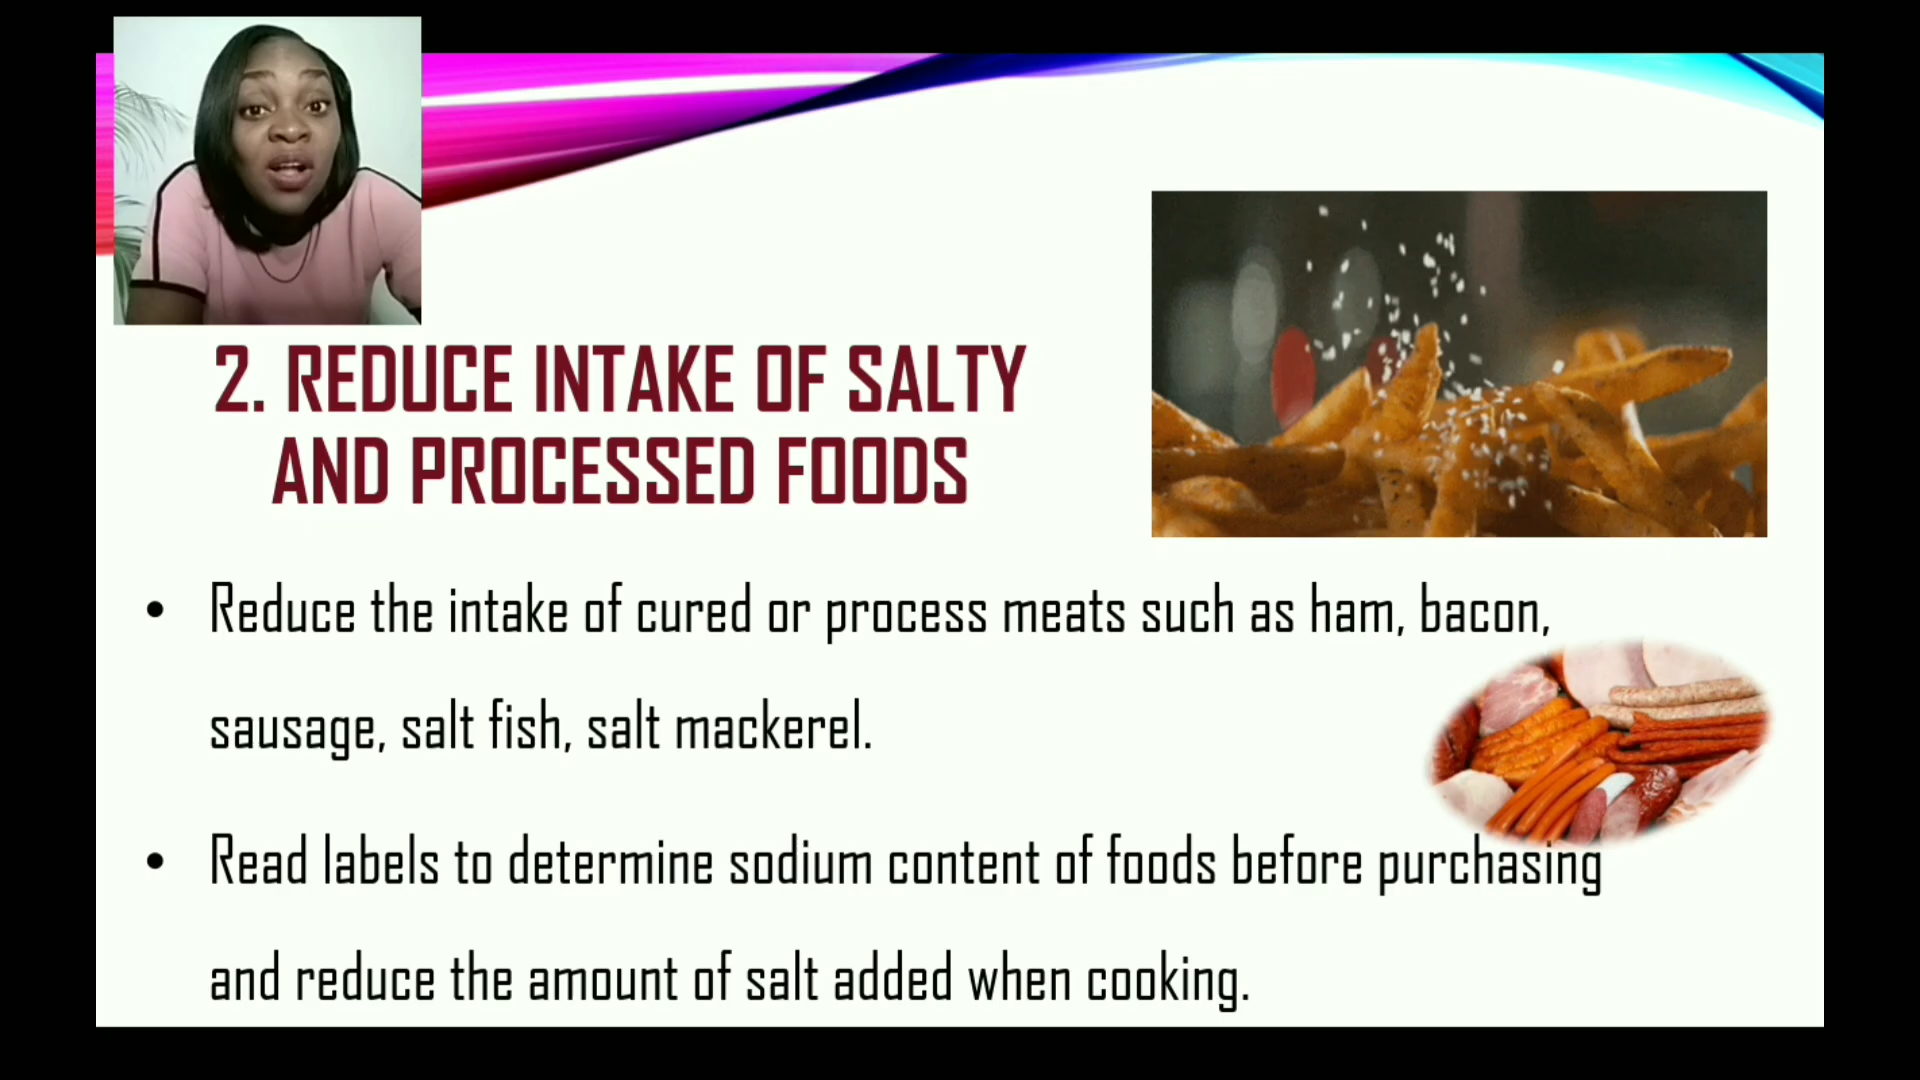 2. REDUCE INTAKE OF SALTY
AND PROCESSED FOODS
• Reduce the intake of cured or process meats such as ham, bacon,
sausage, salt fish, salt mackerel.
• Read labels to determine sodium content of foods before purchasing
and reduce the amount of salt added when cooking.